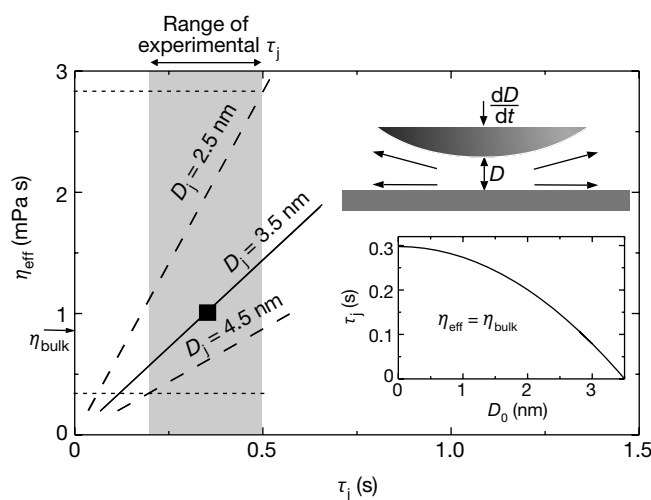 Range of
experimental τj
3
2
1
0
ηeff (mPa s)
ηbulk
Dj = 2.5 nm
Dj = 3.5 nm
Dj = 4.5 nm
dD
dt
D
0.3
0.2
0.1
0
τj (s)
ηeff = ηbulk
0 1 2 3
D0 (nm)
0 0.5 1.0 1.5
τj (s)